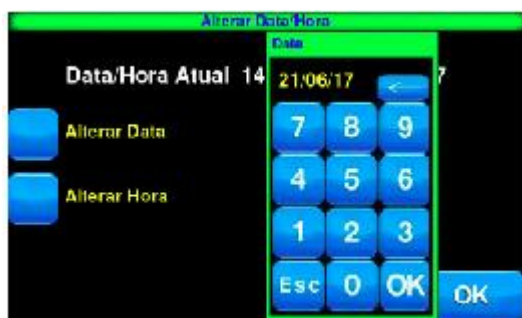 Alterar Data/Hora
Data
Data/Hora Atual 14
7
21/06/17
←
7 8 9
Alterar Data
4 5 6
Alterar Hora
1 2 3
Esc 0 OK
OK